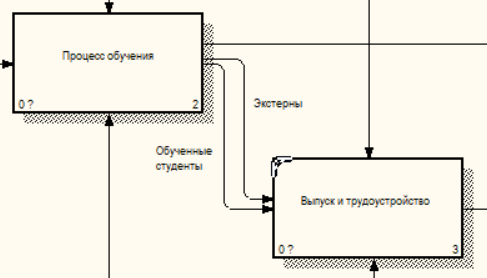 Процесс обучения
0 ?
2
Экстерны
Обученные
студенты
Выпуск и трудоустройство
0 ?
3